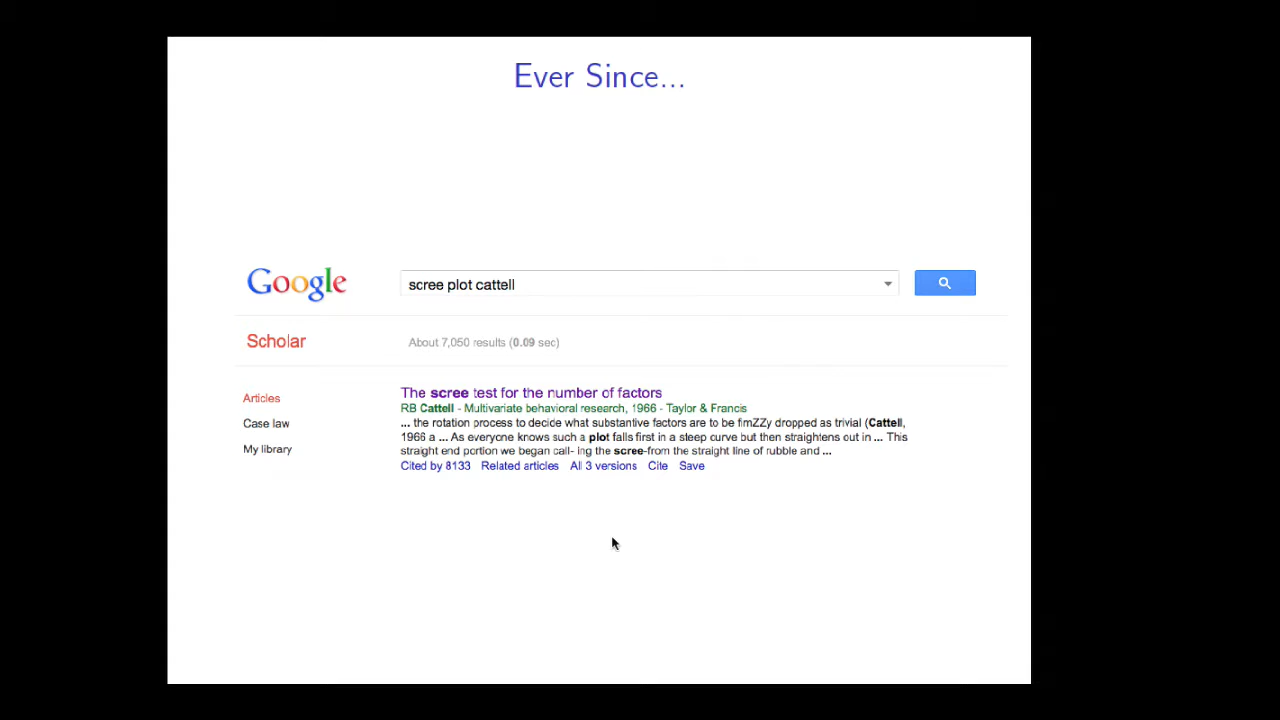 Ever Since...
Google
scree plot cattell
Scholar
About 7,050 results (0.09 sec)
Articles
Case law
My library
The scree test for the number of factors
RB Cattell - Multivariate behavioral research, 1966 - Taylor & Francis
... the rotation process to decide what substantive factors are to be fimZZy dropped as trivial (Cattell,
1966 a ... As everyone knows such a plot falls first in a steep curve but then straightens out in ... This
straight end portion we began call- ing the scree-from the straight line of rubble and ...
Cited by 8133 Related articles All 3 versions Cite Save